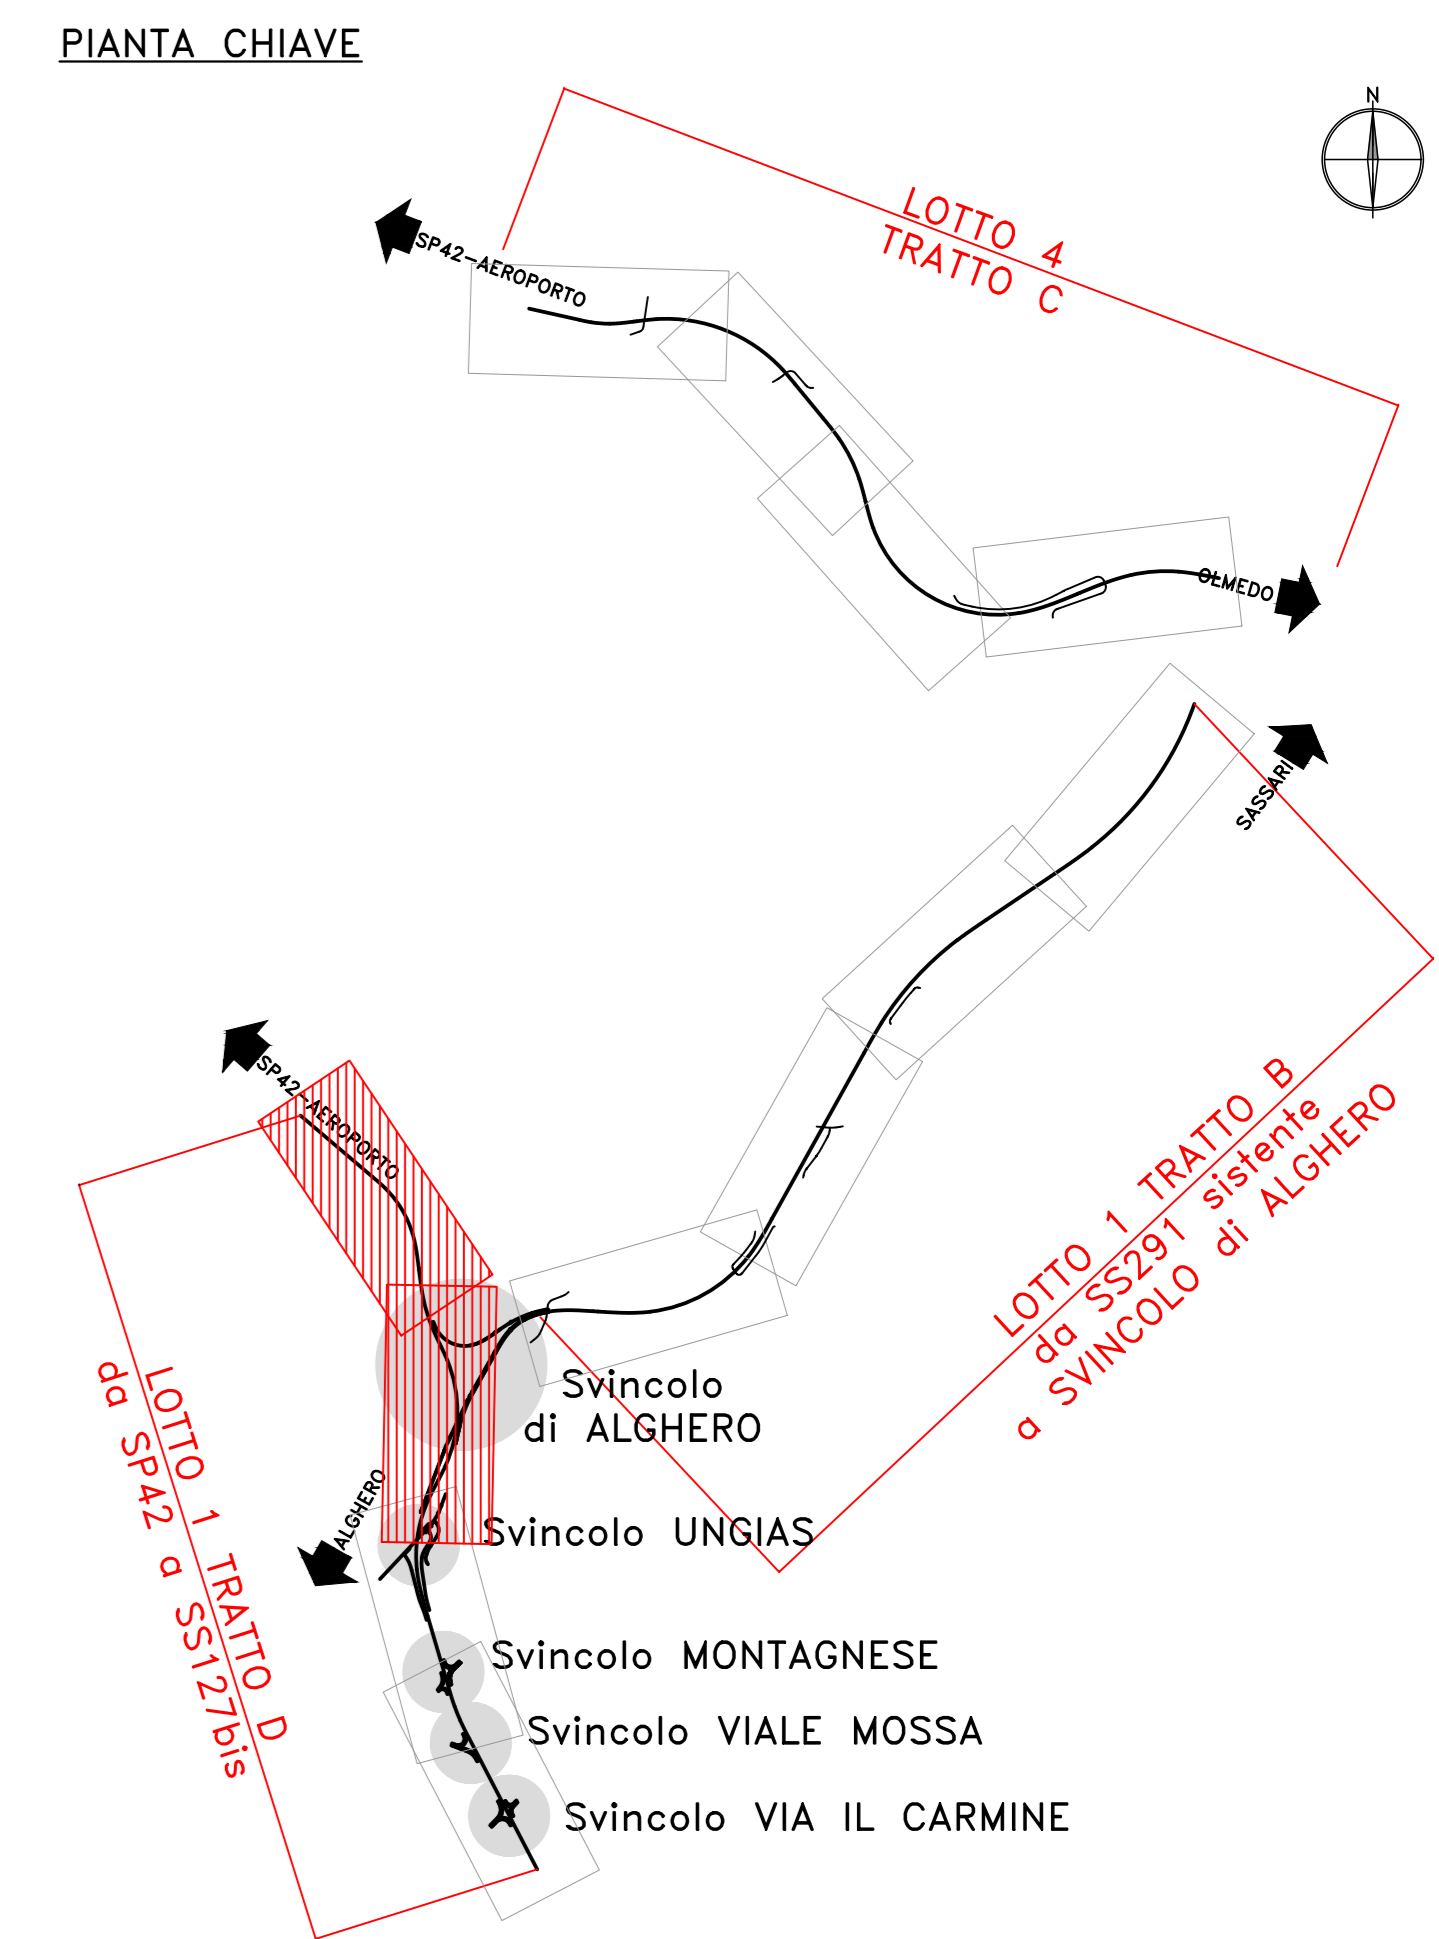 PIANTA CHIAVE
N
LOTTO 4
TRATTO C
SP42-AEROPORTO
OLMEDO
SASSARI
SP42-AEROPORTO
LOTTO 1 TRATTO B
da SS291 sistente
a SVINCOLO di ALGHERO
Svincolo
di ALGHERO
LOTTO 1 TRATTO D
da SP42 a SS127bis
ALGHERO
Svincolo UNGIAS
Svincolo MONTAGNESE
Svincolo VIALE MOSSA
Svincolo VIA IL CARMINE